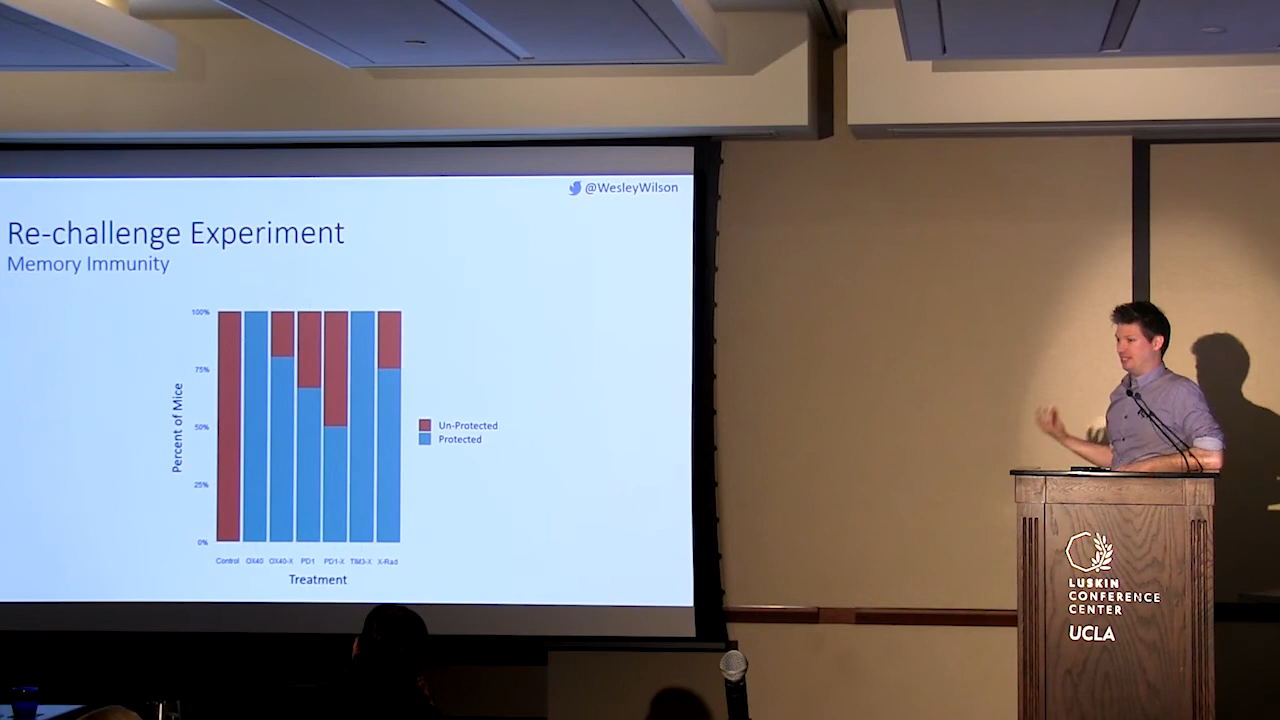 @WesleyWilson
Re-challenge Experiment
Memory Immunity
100%
75%
50%
25%
0%
Percent of Mice
Un-Protected
Protected
Control OX40 OX40-X PD1 PD1-X TIM3-X X-Rad
Treatment
LUSKIN
CONFERENCE
CENTER
UCLA